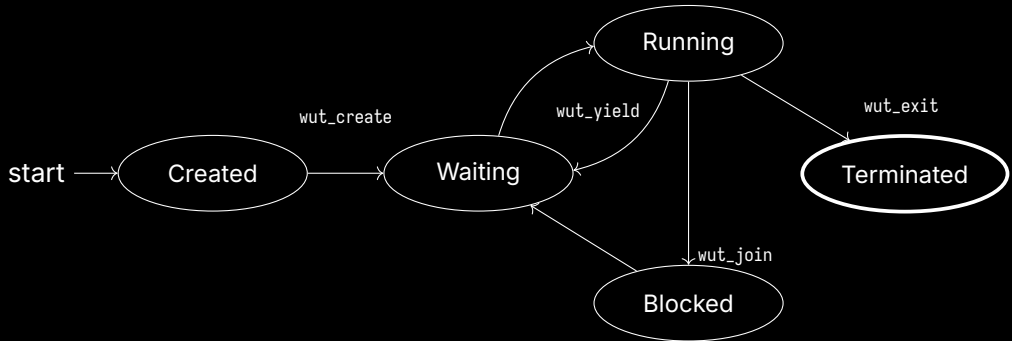 Running
wut_exit
wut_yield
wut_create
start
Created
Waiting
Terminated
wut_join
Blocked